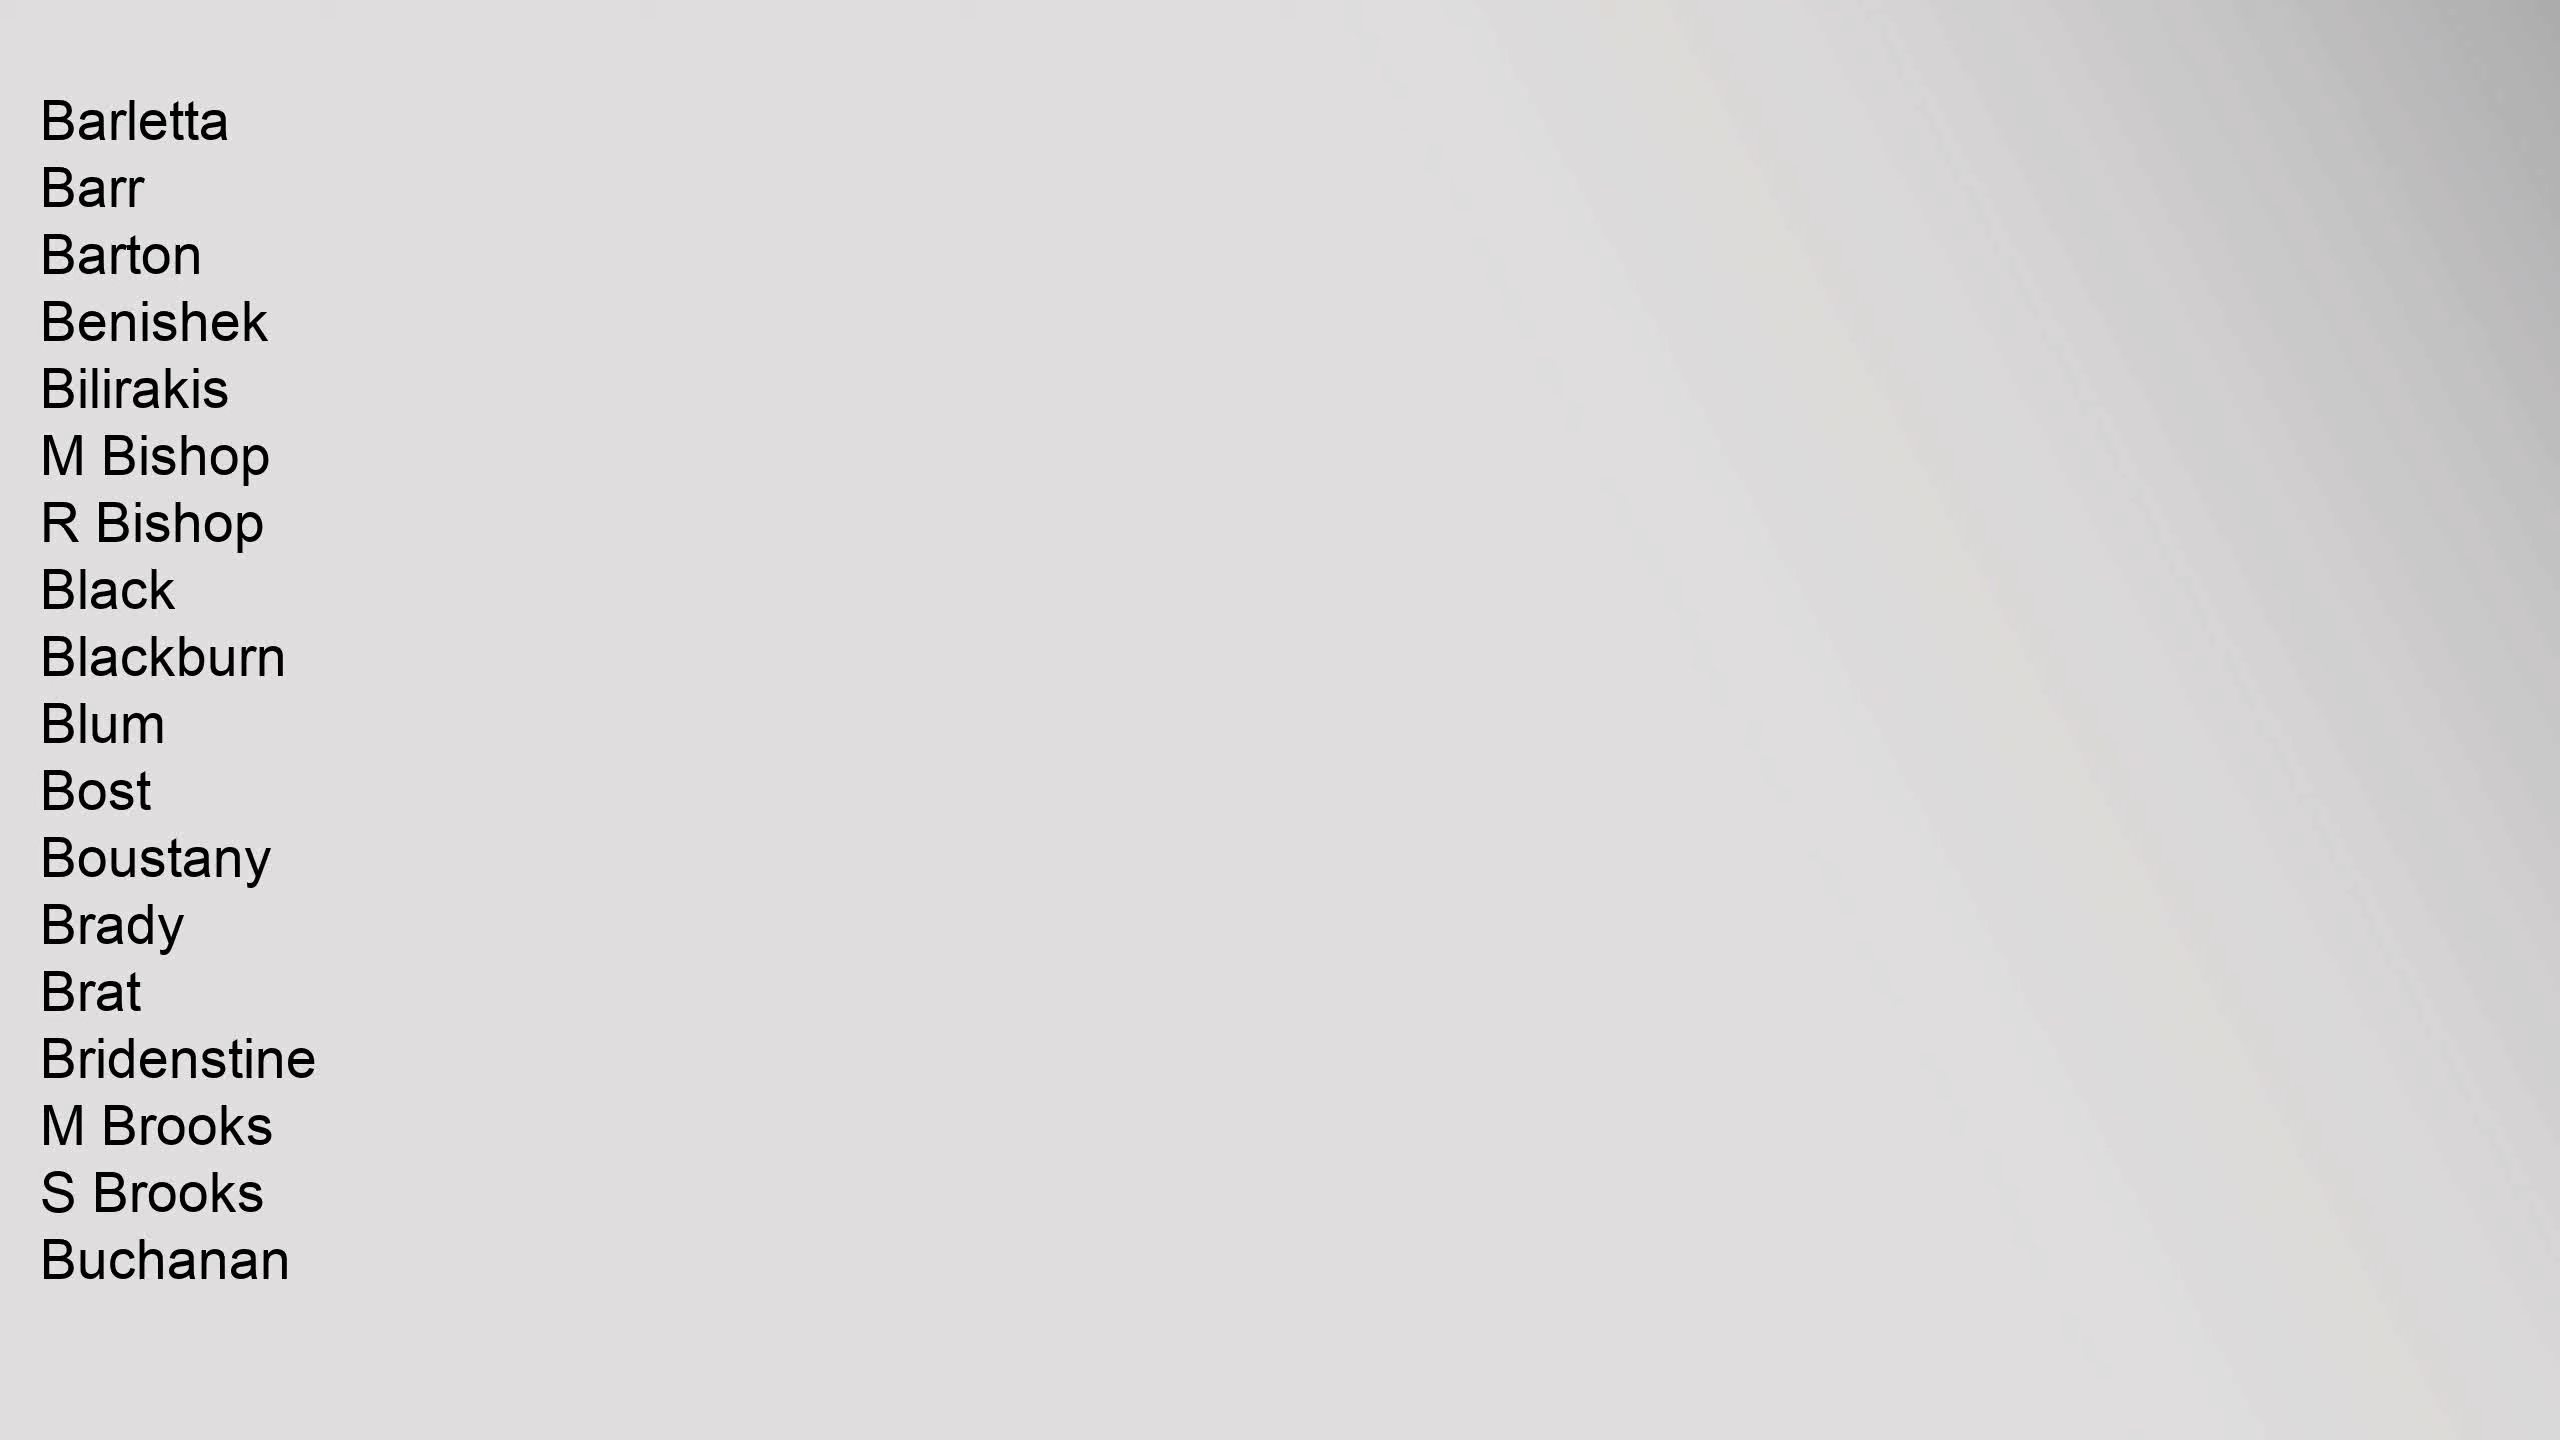 Barletta
Barr
Barton
Benishek
Bilirakis
M Bishop
R Bishop
Black
Blackburn
Blum
Bost
Boustany
Brady
Brat
Bridenstine
M Brooks
S Brooks
Buchanan